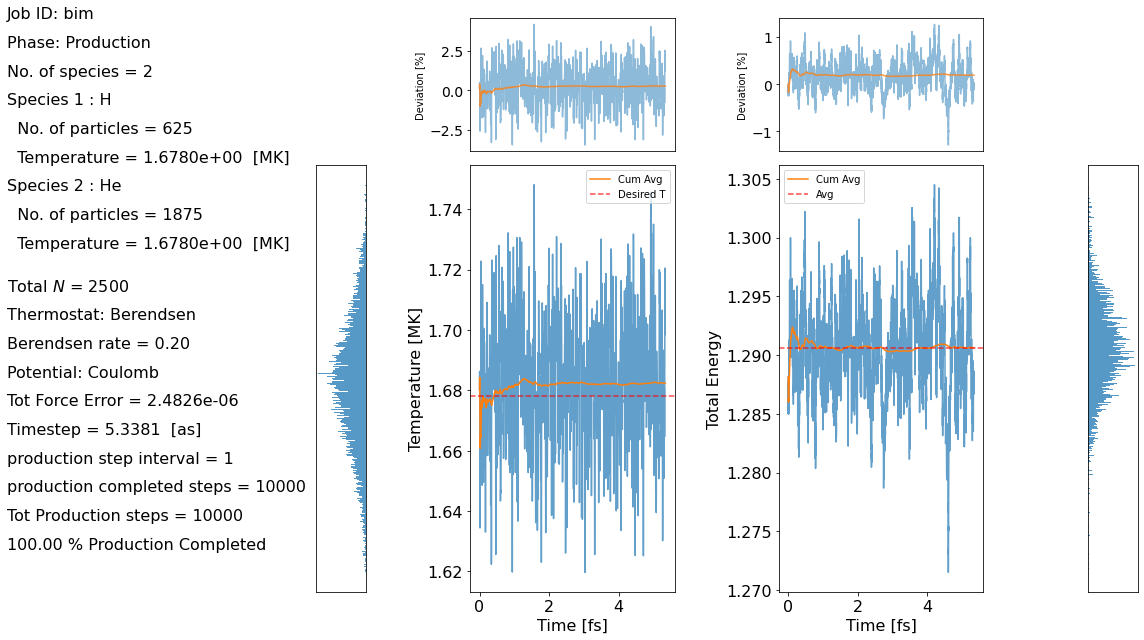 Job ID: bim
Phase: Production
No. of species = 2
Species 1 : H
No. of particles = 625
Temperature = 1.6780e+00  [MK]
Species 2 : He
No. of particles = 1875
Temperature = 1.6780e+00  [MK]
Total N = 2500
Thermostat: Berendsen
Berendsen rate = 0.20
Potential: Coulomb
Tot Force Error = 2.4826e-06
Timestep = 5.3381  [as]
production step interval = 1
production completed steps = 10000
Tot Production steps = 10000
100.00 % Production Completed
Deviation [%]
2.5
0.0
−2.5
Temperature [MK]
1.74
1.72
1.70
1.68
1.66
1.64
1.62
Cum Avg
Desired T
0
2
4
Time [fs]
Deviation [%]
1
0
−1
Total Energy
1.305
1.300
1.295
1.290
1.285
1.280
1.275
1.270
Cum Avg
Avg
0
2
4
Time [fs]